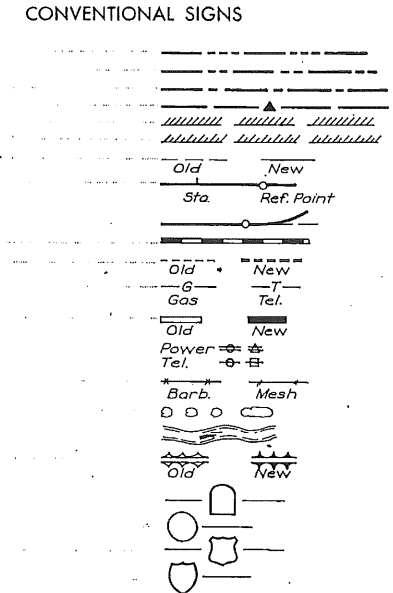 CONVENTIONAL SIGNS
Old New
Sta. Ref. Point
Old New
G T
Gas Tel.
Old New
Power
Tel.
Barb. Mesh
Old New